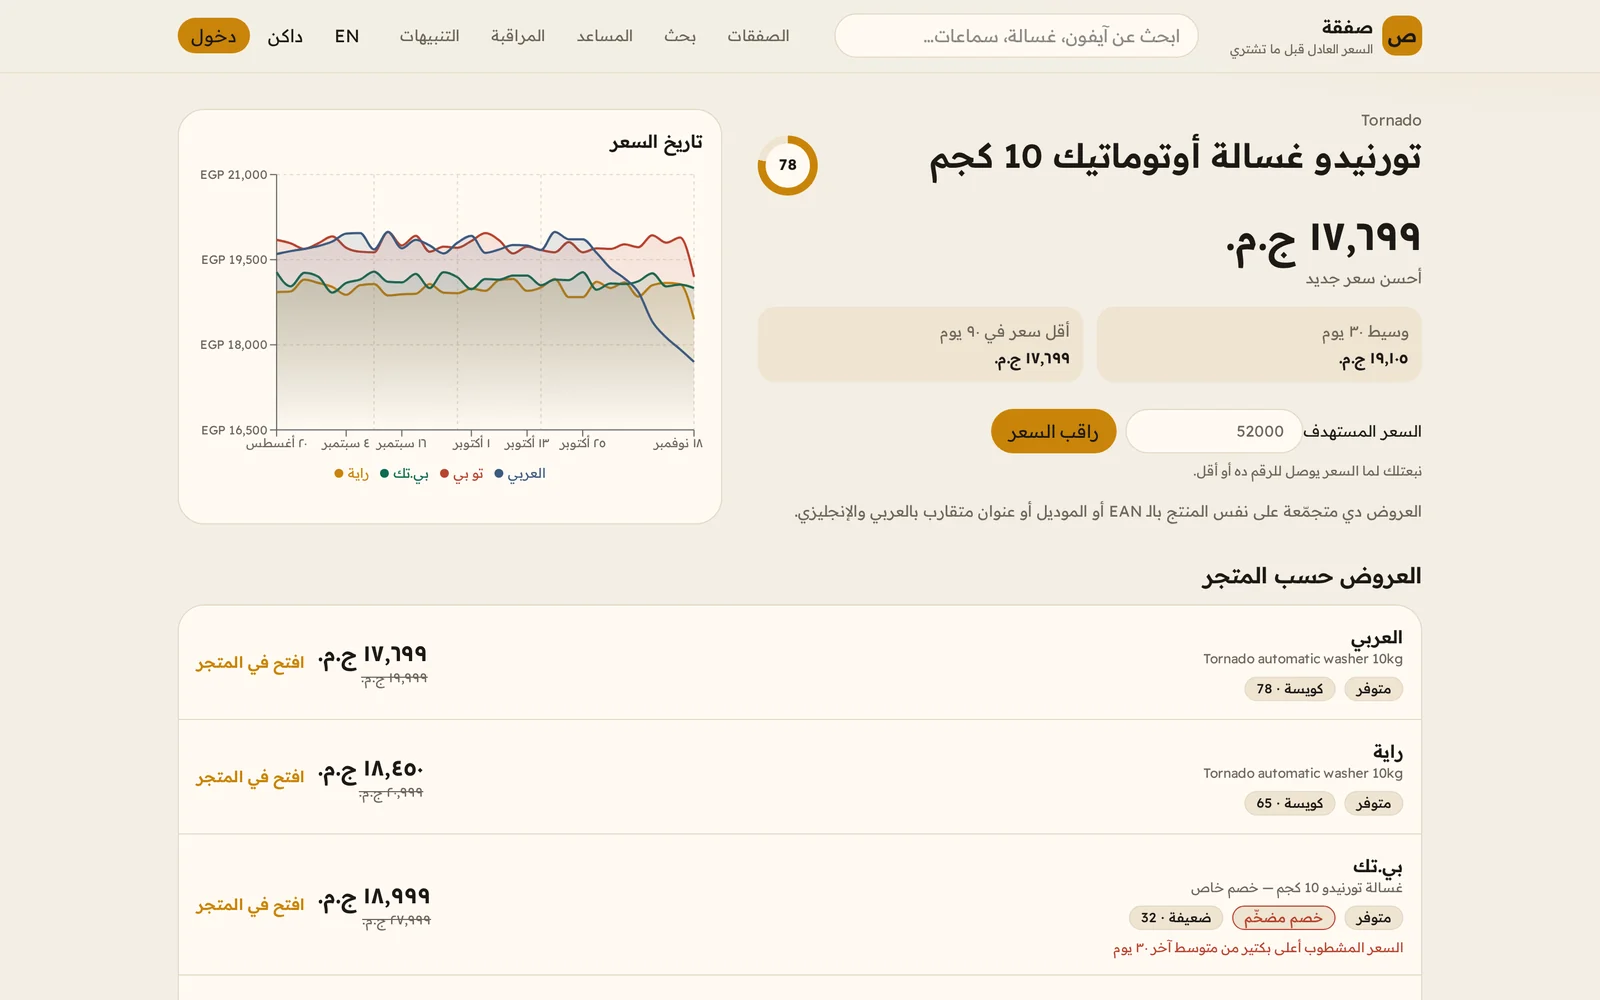 ص
صفقة
السعر العادل قبل ما تشتري
ابحث عن آيفون، غسالة، سماعات...
الصفقات
بحث
المساعد
المراقبة
التنبيهات
EN
داكن
دخول
Tornado
تورنيدو غسالة أوتوماتيك 10 كجم
78
١٧,٦٩٩ ج.م.
أحسن سعر جديد
وسيط ٣٠ يوم
١٩,١٠٥ ج.م.
أقل سعر في ٩٠ يوم
١٧,٦٩٩ ج.م.
السعر المستهدف
52000
راقب السعر
نبعتلك لما السعر يوصل للرقم ده أو أقل.
العروض دي متجمّعة على نفس المنتج بالـ EAN أو الموديل أو عنوان متقارب بالعربي والإنجليزي.
تاريخ السعر
EGP 21,000
EGP 19,500
EGP 18,000
EGP 16,500
٢٠ أغسطس
٤ سبتمبر
١٦ سبتمبر
١ أكتوبر
١٣ أكتوبر
٢٥ أكتوبر
١٨ نوفمبر
العربي
تو بي
بي.تك
راية
العروض حسب المتجر
العربي
Tornado automatic washer 10kg
متوفر
كويسة · 78
١٧,٦٩٩ ج.م.
١٩,٩٩٩ ج.م.
افتح في المتجر
راية
Tornado automatic washer 10kg
متوفر
كويسة · 65
١٨,٤٥٠ ج.م.
٢٠,٩٩٩ ج.م.
افتح في المتجر
بي.تك
غسالة تورنيدو 10 كجم — خصم خاص
متوفر
خصم مضخّم
ضعيفة · 32
السعر المشطوب أعلى بكتير من متوسط آخر ٣٠ يوم
١٨,٩٩٩ ج.م.
٢٧,٩٩٩ ج.م.
افتح في المتجر